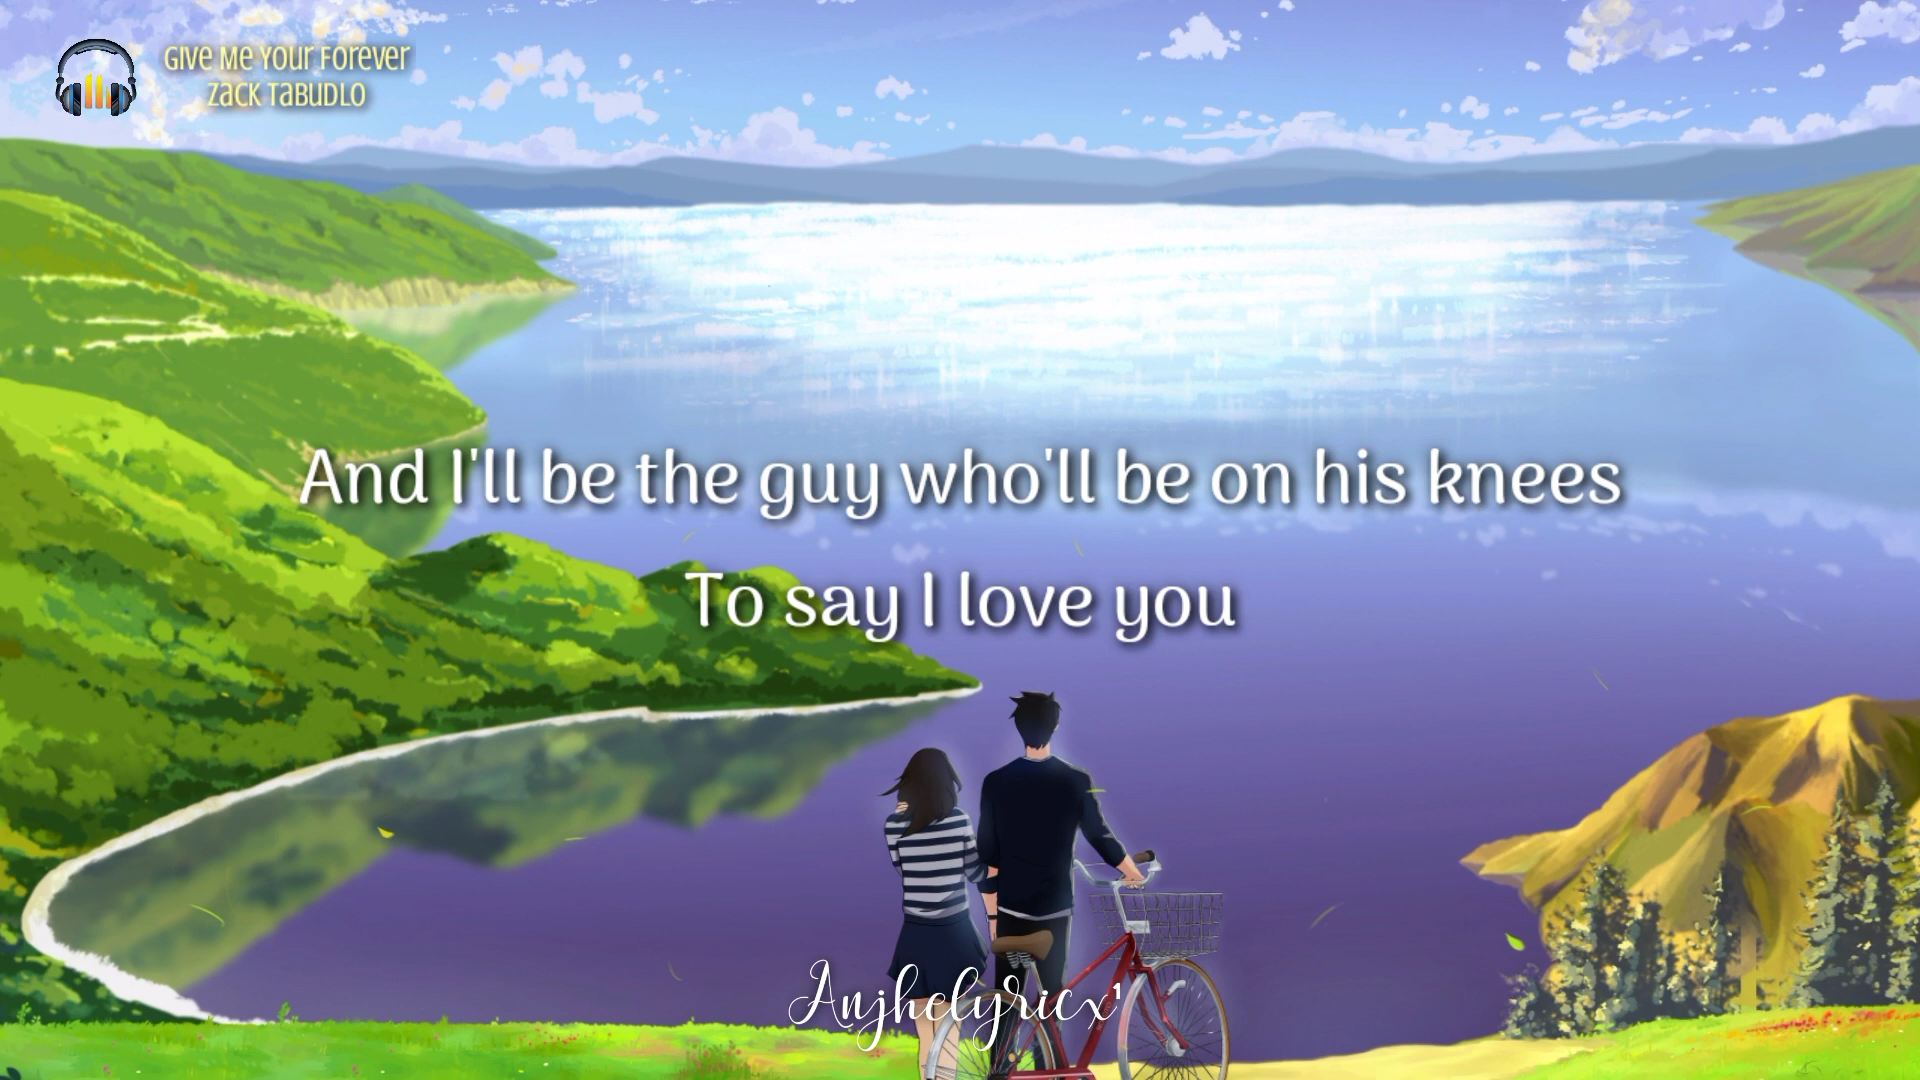 Give Me Your Forever
Zack Tabudlo
And I'll be the guy who'll be on his knees
To say I love you
Anjhelyricx¹